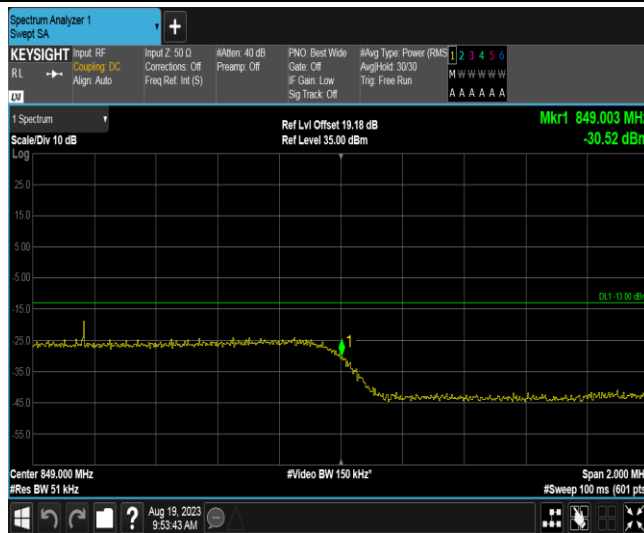 Spectrum Analyzer 1
Swept SA
KEYSIGHT
RL
Input: RF
Coupling: DC
Align: Auto
Input Z: 50 Ω
Corrections: Off
Freq Ref: Int (S)
#Atten: 40 dB
Preamp: Off
PNO: Best Wide
Gate: Off
IF Gain: Low
Sig Track: Off
#Avg Type: Power (RMS
Avg|Hold: 30/30
Trig: Free Run
1 2 3 4 5 6
M W W W W W
A A A A A A
1 Spectrum
Scale/Div 10 dB
Log
Ref Lvl Offset 19.18 dB
Ref Level 35.00 dBm
Mkr1 849.003 MHz
-30.52 dBm
25.0
15.0
5.00
-5.00
DL1 -13.00 dBm
-15.0
-25.0
1
-35.0
-45.0
-55.0
Center 849.000 MHz
#Res BW 51 kHz
#Video BW 150 kHz*
Span 2.000 MH
#Sweep 100 ms (601 pts
?
Aug 19, 2023
9:53:43 AM